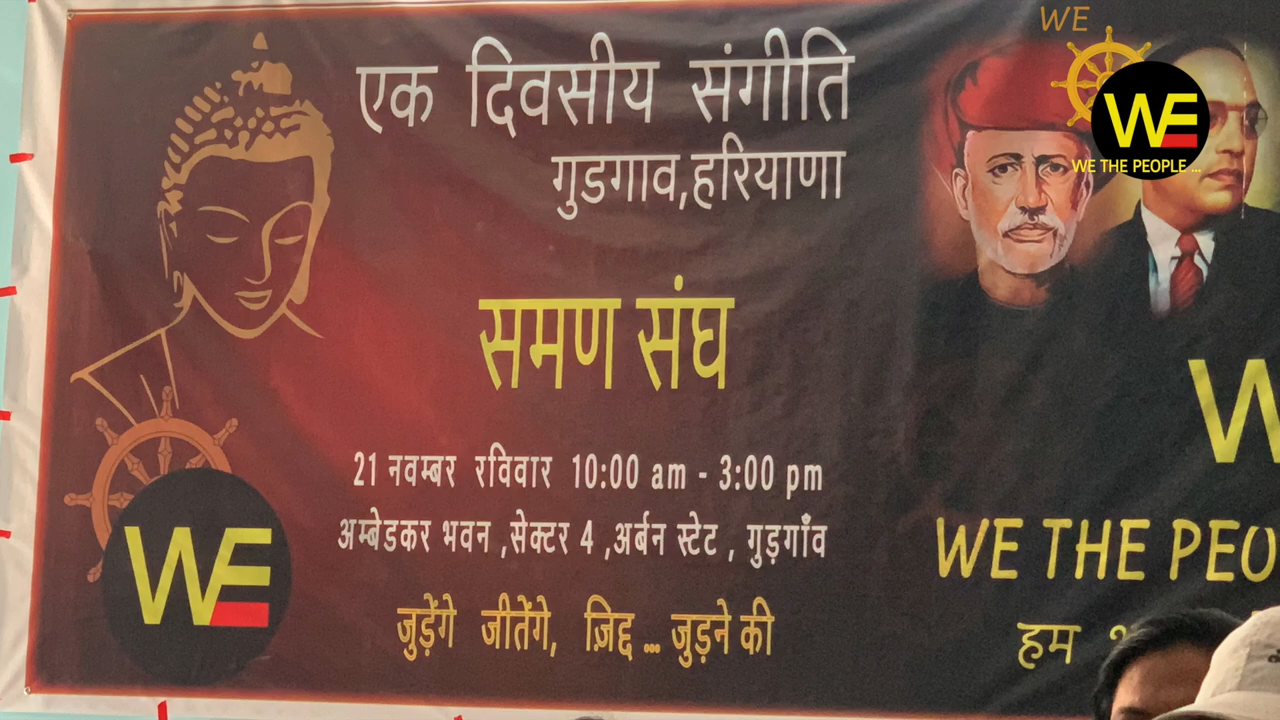 एक दिवसीय संगीति
गुडगाव,हरियाणा
समण संघ
21 नवम्बर रविवार 10:00 am - 3:00 pm
अम्बेडकर भवन ,सेक्टर 4 ,अर्बन स्टेट , गुड़गाँव
जुड़ेंगे जीतेंगे, ज़िद्द ... जुड़ने की
WE
WE
WE
WE THE PEOPLE ...
W
WE THE PEO
हम